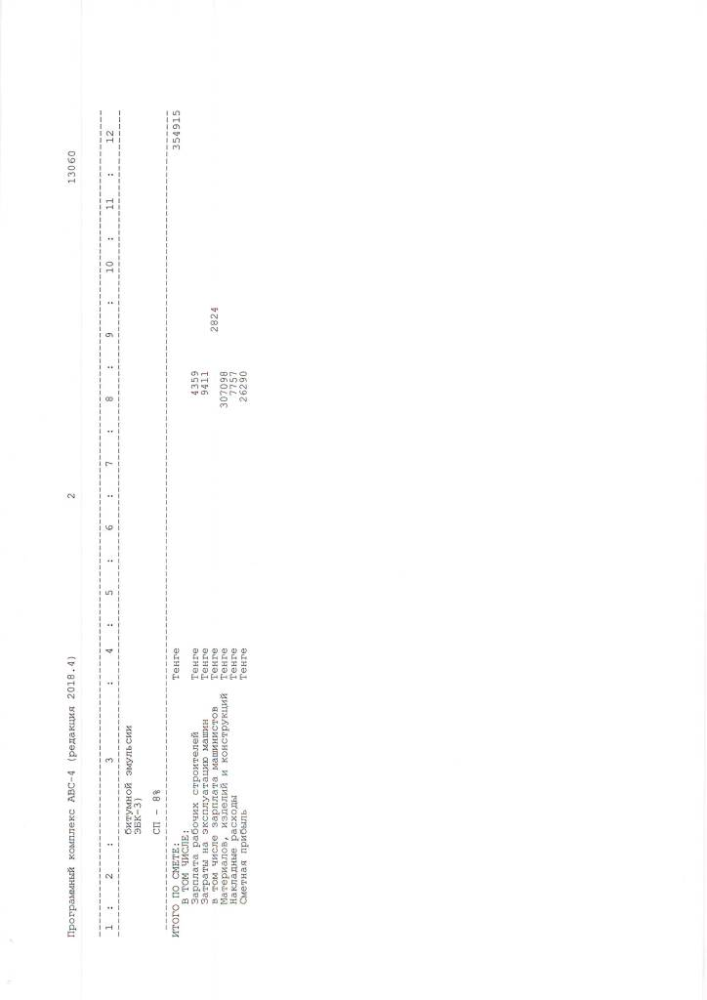 Программный комплекс АВС-4 (редакция 2018.4) 2 13060
----------------------------------------
1 : 2 : 3 : 4 : 5 : 6 : 7 : 8 : 9 : 10 : 11 : 12
----------------------------------------
битумной эмульсии
ЭБК-3)
СП - 8%
----------------------------------------
ИТОГО ПО СМЕТЕ: Тенге 354915
В ТОМ ЧИСЛЕ:
Зарплата рабочих строителей Тенге 4359
Затраты на эксплуатацию машин Тенге 9411
в том числе зарплата машинистов Тенге 2824
Материалов, изделий и конструкций Тенге 307098
Накладные расходы Тенге 7757
Сметная прибыль Тенге 26290